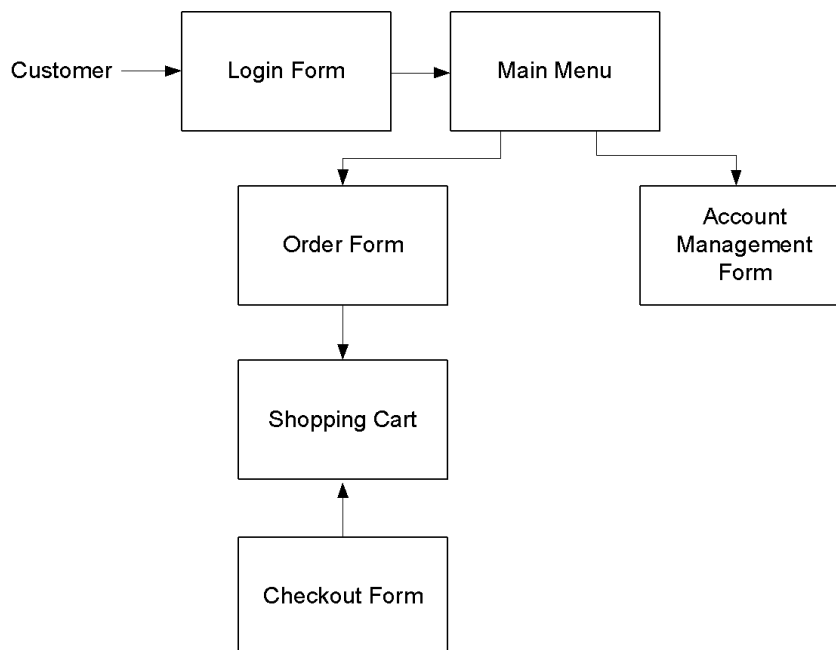 Customer
Login Form
Main Menu
Order Form
Account
Management
Form
Shopping Cart
Checkout Form